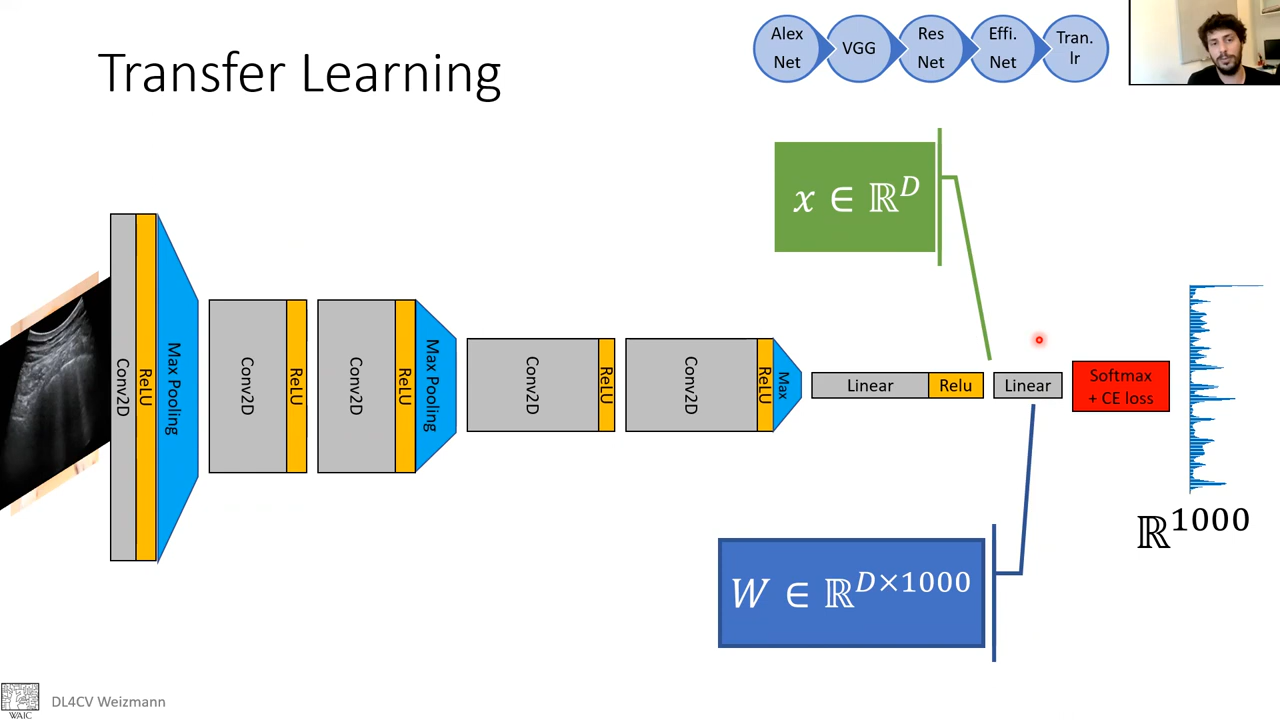 Transfer Learning
Alex
Net
VGG
Res
Net
Effi.
Net
Tran.
lr
x ∈ ℝ^D
Conv2D
ReLU
Max Pooling
Conv2D
ReLU
Conv2D
ReLU
Max Pooling
Conv2D
ReLU
Conv2D
ReLU
Max
Linear
Relu
Linear
Softmax
+ CE loss
ℝ^1000
W ∈ ℝ^{D×1000}
WAIC
DL4CV Weizmann